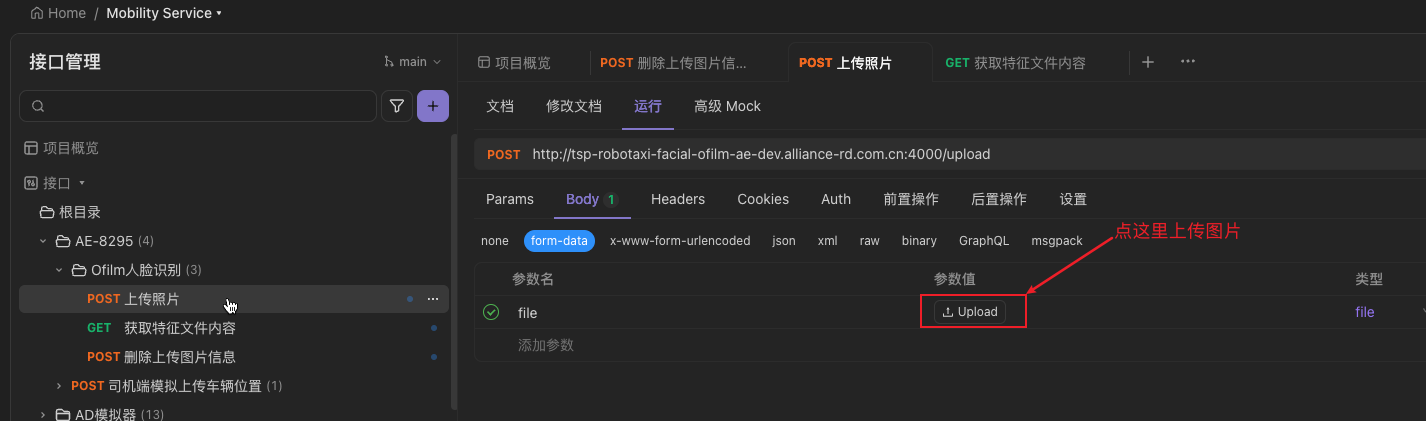 Home / Mobility Service
接口管理
main
项目概览
POST 删除上传图片信...
POST 上传照片
GET 获取特征文件内容
文档
修改文档
运行
高级 Mock
项目概览
POST http://tsp-robotaxi-facial-ofilm-ae-dev.alliance-rd.com.cn:4000/upload
接口
Params
Body 1
Headers
Cookies
Auth
前置操作
后置操作
设置
根目录
点这里上传图片
AE-8295 (4)
none
form-data
x-www-form-urlencoded
json
xml
raw
binary
GraphQL
msgpack
Ofilm人脸识别 (3)
参数名
参数值
类型
POST 上传照片
file
Upload
file
GET 获取特征文件内容
添加参数
POST 删除上传图片信息
POST 司机端模拟上传车辆位置 (1)
AD模拟器 (13)